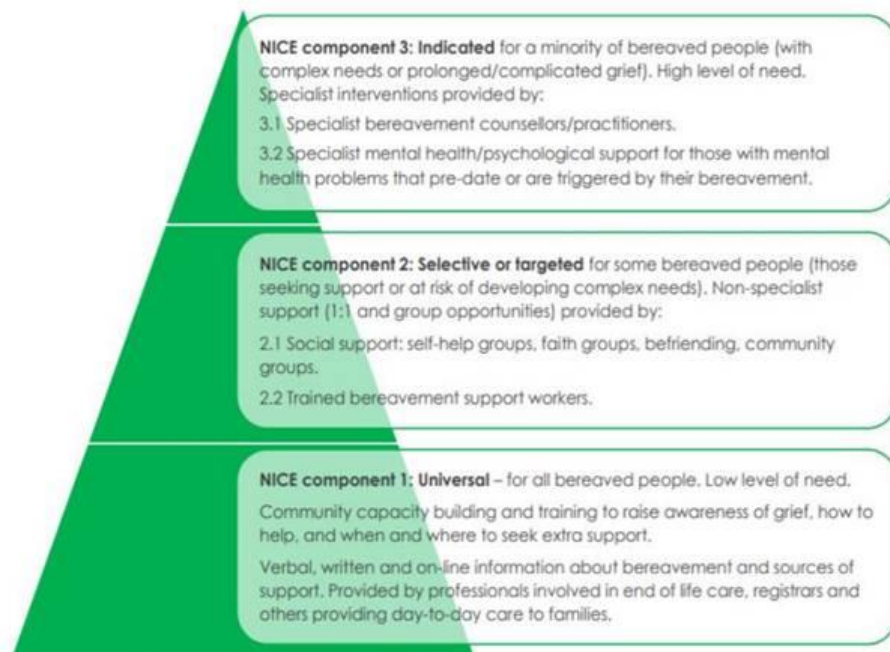 NICE component 3: Indicated for a minority of bereaved people (with
complex needs or prolonged/complicated grief). High level of need.
Specialist interventions provided by:
3.1 Specialist bereavement counsellors/practitioners.
3.2 Specialist mental health/psychological support for those with mental
health problems that pre-date or are triggered by their bereavement.
NICE component 2: Selective or targeted for some bereaved people (those
seeking support or at risk of developing complex needs). Non-specialist
support (1:1 and group opportunities) provided by:
2.1 Social support: self-help groups, faith groups, befriending, community
groups.
2.2 Trained bereavement support workers.
NICE component 1: Universal – for all bereaved people. Low level of need.
Community capacity building and training to raise awareness of grief, how to
help, and when and where to seek extra support.
Verbal, written and on-line information about bereavement and sources of
support. Provided by professionals involved in end of life care, registrars and
others providing day-to-day care to families.